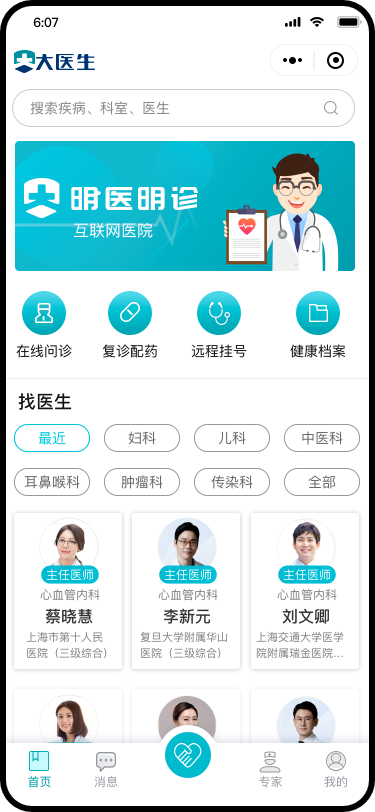 6:07
大医生
搜索疾病、科室、医生
明医明诊
互联网医院
在线问诊
复诊配药
远程挂号
健康档案
找医生
最近
妇科
儿科
中医科
耳鼻喉科
肿瘤科
传染科
全部
主任医师
心血管内科
蔡晓慧
上海市第十人民
医院（三级综合）
主任医师
心血管内科
李新元
复旦大学附属华山
医院（三级综合）
主任医师
心血管内科
刘文卿
上海交通大学医学
院附属瑞金医院...
首页
消息
专家
我的